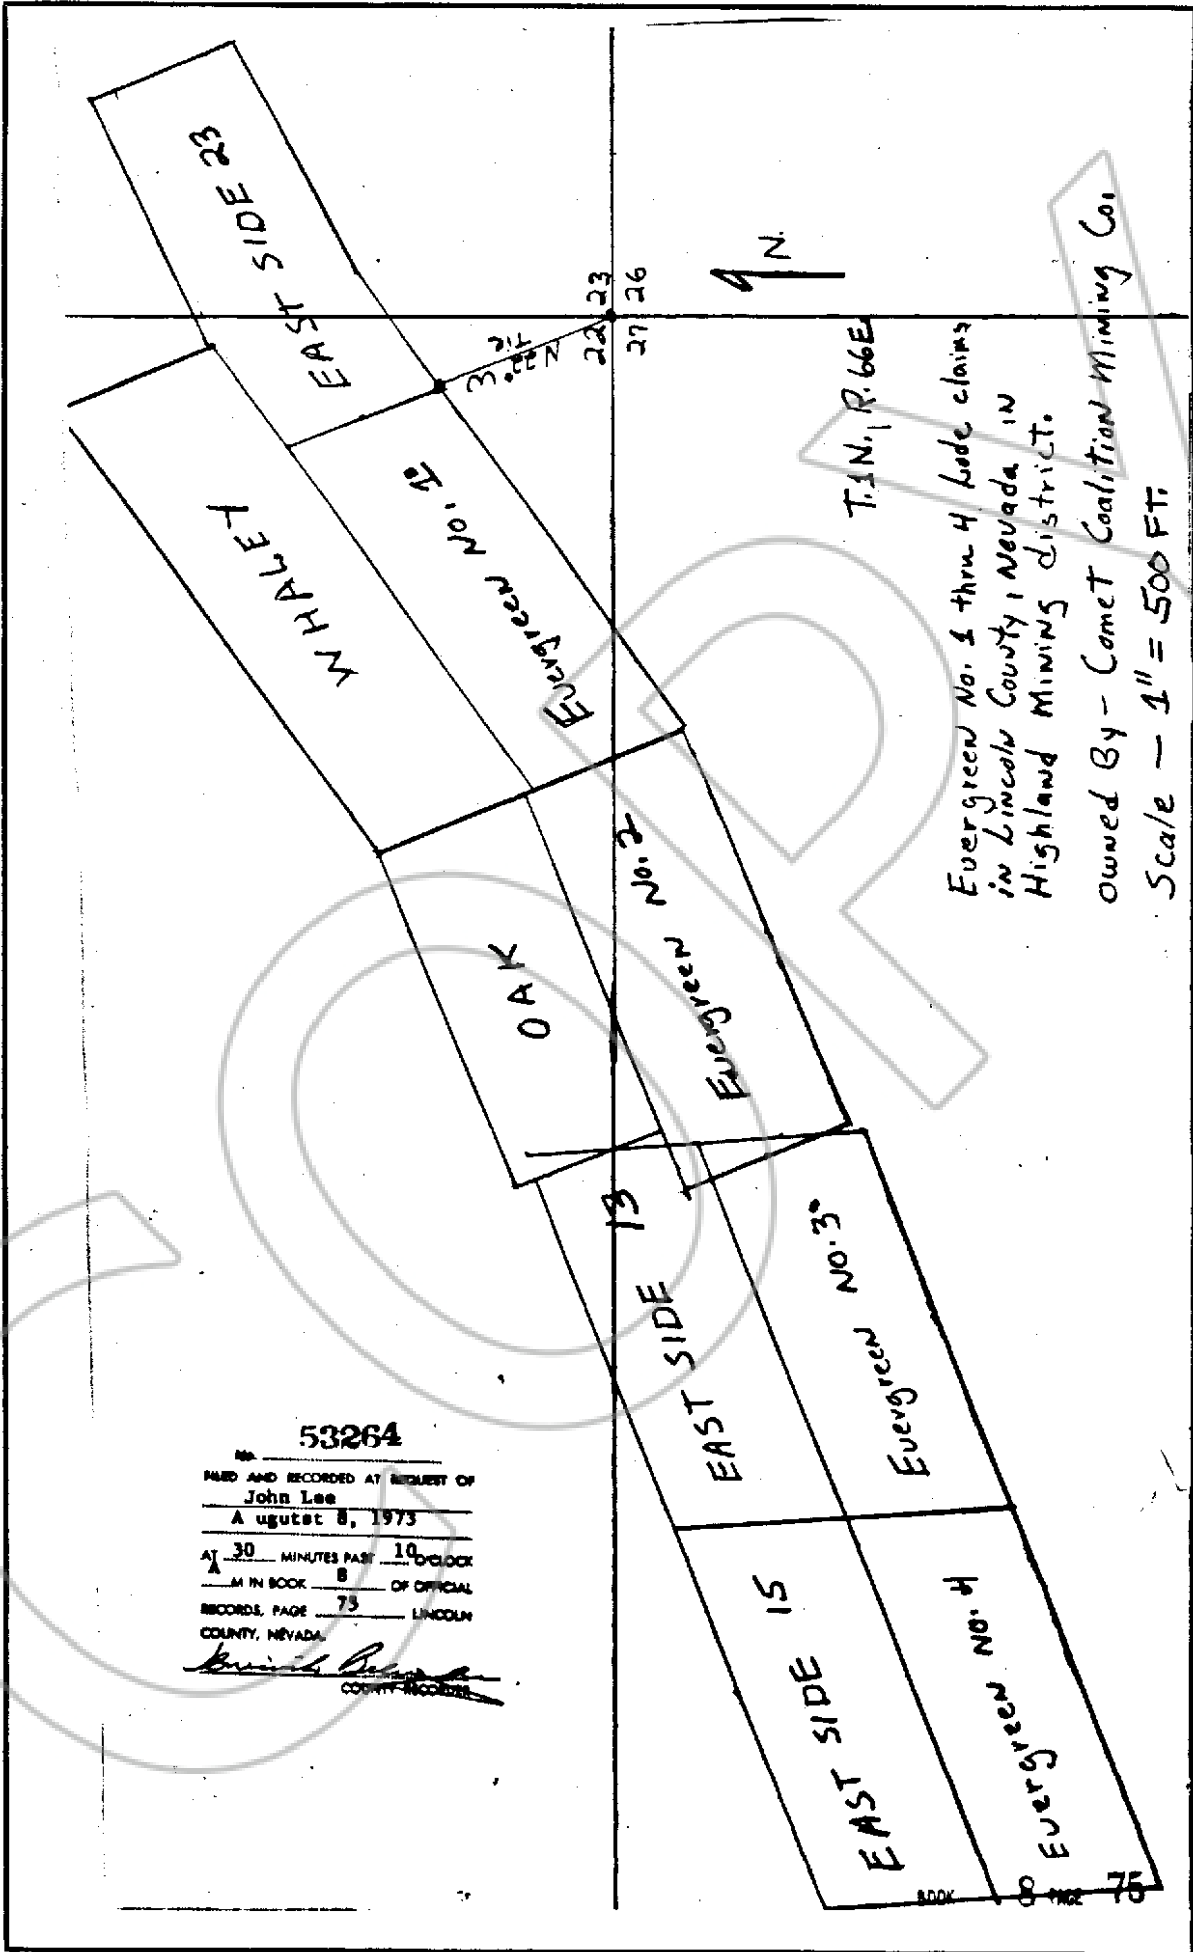 EAST SIDE 23
WHALEY
Evergreen No. 1
N 22° W
Tie
22 23
27 26
N.
OAK
Evergreen No. 2
EAST SIDE 13
Evergreen No. 3
EAST SIDE 15
Evergreen No. 4
T.1N., R.66E.
Evergreen No. 1 thru 4 Lode claims
in Lincoln County, Nevada in
Highland Mining district.
Owned By - Comet Coalition Mining Co.
Scale - 1" = 500 FT.
No. 53264
FILED AND RECORDED AT REQUEST OF
John Lee
A ugutst 8, 1973
AT 30 MINUTES PAST 10 O'CLOCK
A M IN BOOK 8 OF OFFICIAL
RECORDS, PAGE 75 LINCOLN
COUNTY, NEVADA.
COUNTY RECORDER
BOOK 8 PAGE 75
COPY